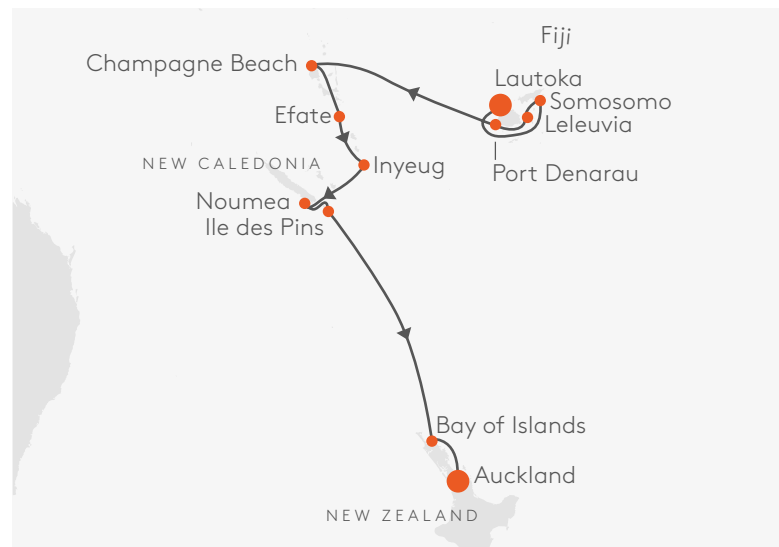 Fiji
Champagne Beach
Lautoka
Somosomo
Efate
Leleuvia
NEW CALEDONIA
Inyeug
Port Denarau
Noumea
Ile des Pins
Bay of Islands
Auckland
NEW ZEALAND